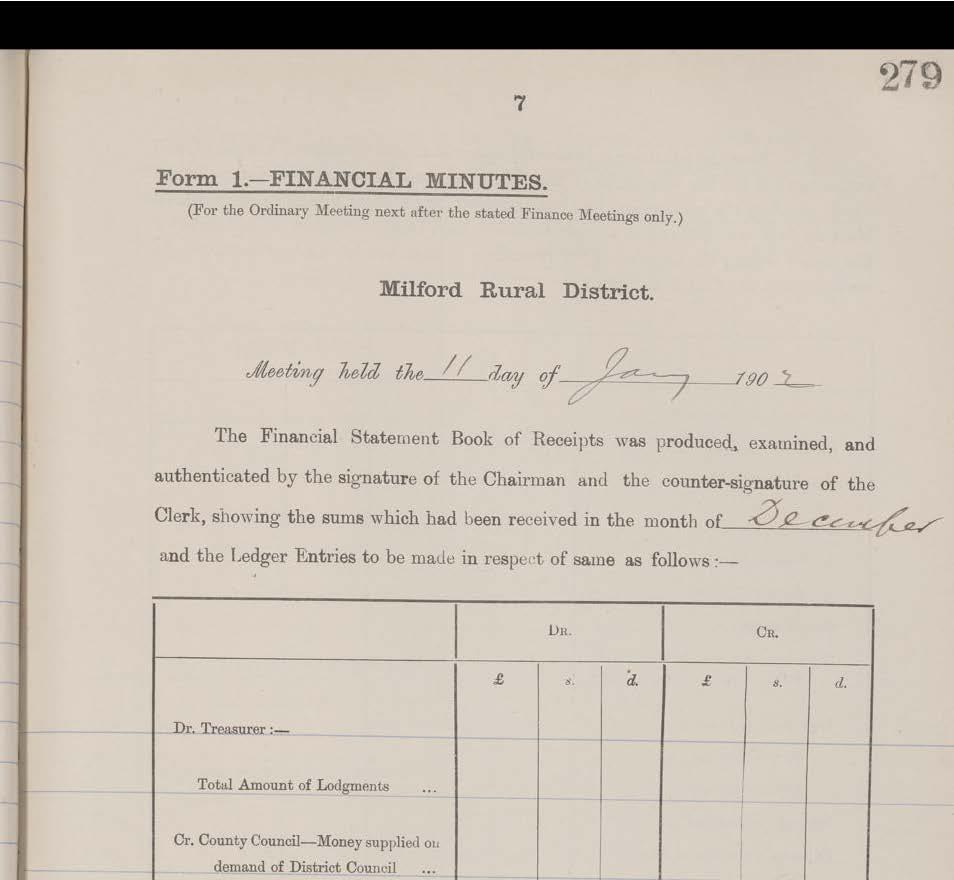 279
7
Form 1.—FINANCIAL MINUTES.
(For the Ordinary Meeting next after the stated Finance Meetings only.)
Milford Rural District.
Meeting held the 11 day of Jany 1902
The Financial Statement Book of Receipts was produced, examined, and
authenticated by the signature of the Chairman and the counter-signature of the
Clerk, showing the sums which had been received in the month of December
and the Ledger Entries to be made in respect of same as follows :—
DR. CR.
£ s. d. £ s. d.
Dr. Treasurer :—
Total Amount of Lodgments ...
Cr. County Council—Money supplied on
demand of District Council ...